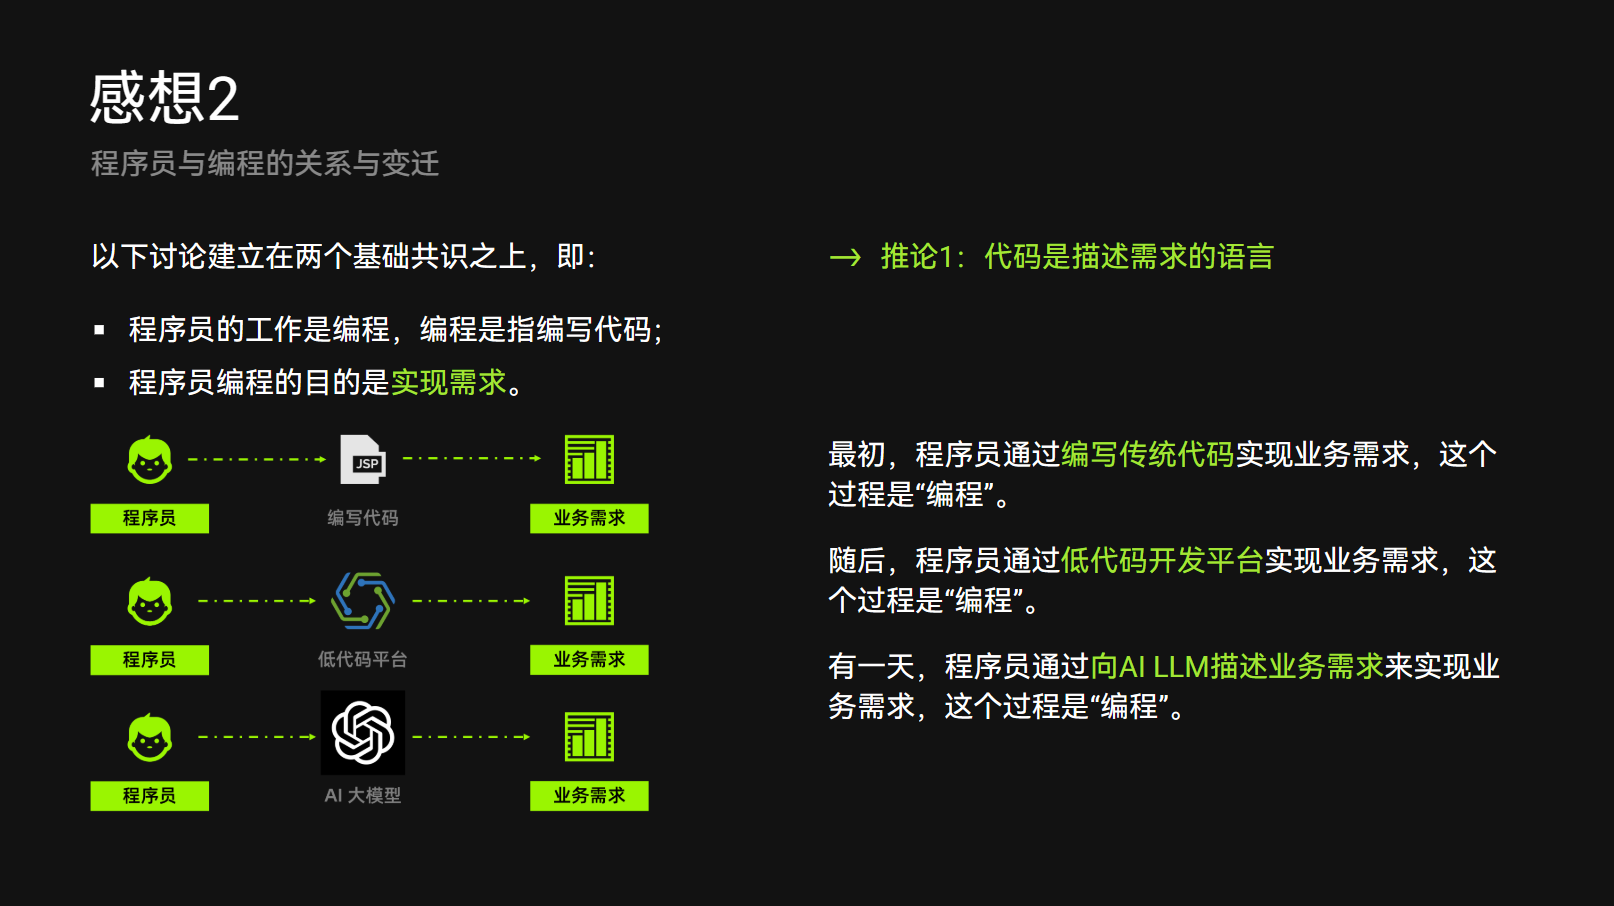 感想2
程序员与编程的关系与变迁
以下讨论建立在两个基础共识之上，即：
▪ 程序员的工作是编程，编程是指编写代码；
▪ 程序员编程的目的是实现需求。
JSP
程序员
编写代码
业务需求
程序员
低代码平台
业务需求
程序员
AI 大模型
业务需求
→ 推论1：代码是描述需求的语言
最初，程序员通过编写传统代码实现业务需求，这个
过程是“编程”。
随后，程序员通过低代码开发平台实现业务需求，这
个过程是“编程”。
有一天，程序员通过向AI LLM描述业务需求来实现业
务需求，这个过程是“编程”。